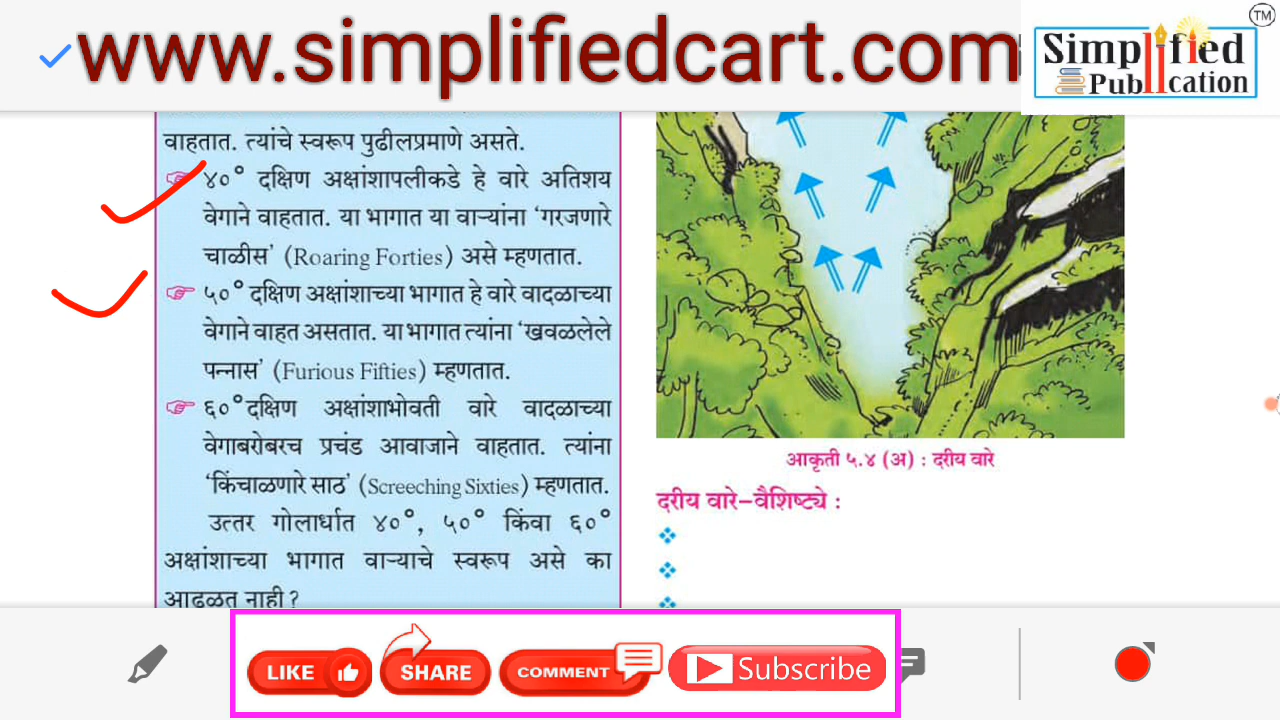 www.simplifiedcart.com
Simplified
Publication
TM
वाहतात. त्यांचे स्वरूप पुढीलप्रमाणे असते.
४०° दक्षिण अक्षांशापलीकडे हे वारे अतिशय
वेगाने वाहतात. या भागात या वाऱ्यांना ‘गरजणारे
चाळीस’ (Roaring Forties) असे म्हणतात.
५०° दक्षिण अक्षांशाच्या भागात हे वारे वादळाच्या
वेगाने वाहत असतात. या भागात त्यांना ‘खवळलेले
पन्नास’ (Furious Fifties) म्हणतात.
६०° दक्षिण अक्षांशाभोवती वारे वादळाच्या
वेगाबरोबरच प्रचंड आवाजाने वाहतात. त्यांना
‘किंचाळणारे साठ’ (Screeching Sixties) म्हणतात.
उत्तर गोलार्धात ४०°, ५०° किंवा ६०°
अक्षांशाच्या भागात वाऱ्याचे स्वरूप असे का
आढळत नाही?
आकृती ५.४ (अ) : दरीय वारे
दरीय वारे–वैशिष्ट्ये :
LIKE
SHARE
COMMENT
Subscribe